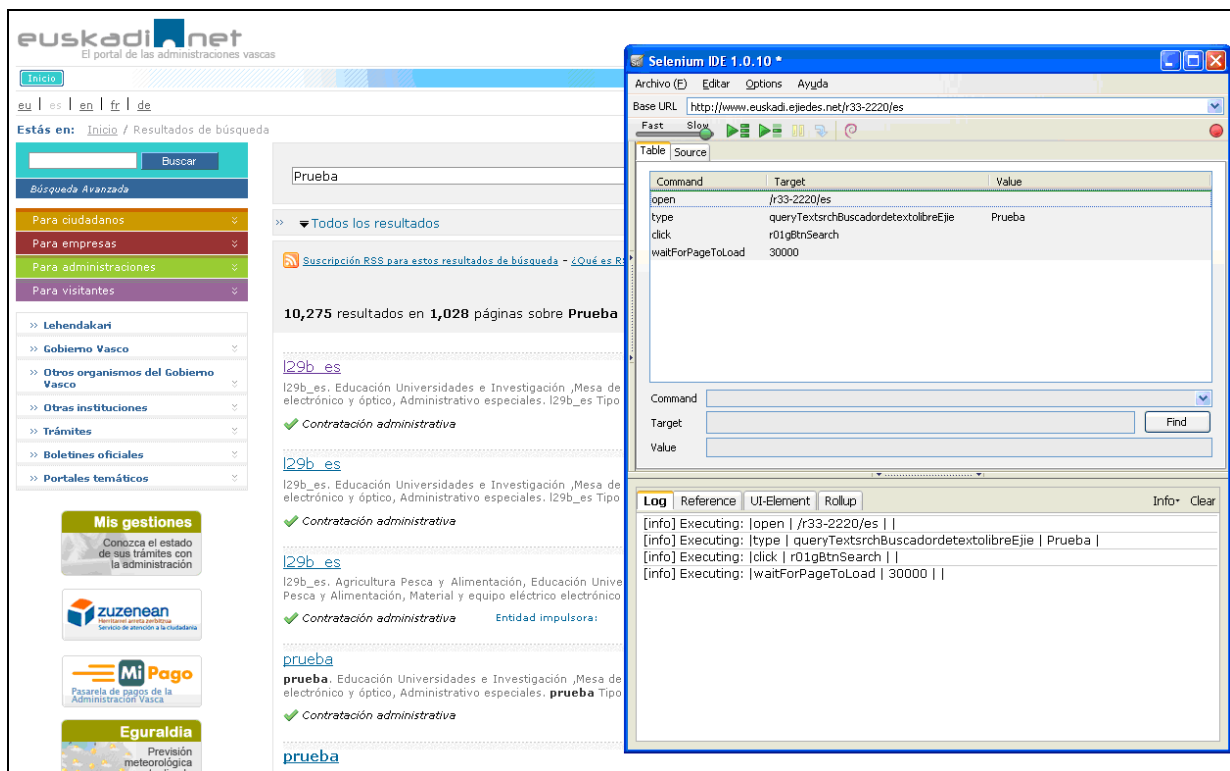 euskadi.net
El portal de las administraciones vascas
Inicio
eu | es | en | fr | de
Estás en: Inicio / Resultados de búsqueda
Buscar
Búsqueda Avanzada
Para ciudadanos
Para empresas
Para administraciones
Para visitantes
» Lehendakari
» Gobierno Vasco
» Otros organismos del Gobierno
Vasco
» Otras instituciones
» Trámites
» Boletines oficiales
» Portales temáticos
Mis gestiones
Conozca el estado
de sus trámites con
la administración
zuzenean
Herritarrei arreta zerbitzua
Servicio de atención a la ciudadanía
Mi Pago
Pasarela de pagos de la
Administración Vasca
Eguraldia
Previsión
meteorológica
Prueba
» Todos los resultados
Suscripción RSS para estos resultados de búsqueda - ¿Qué es R
10,275 resultados en 1,028 páginas sobre Prueba
l29b_es
l29b_es. Educación Universidades e Investigación ,Mesa de
electrónico y óptico, Administrativo especiales. l29b_es Tipo
Contratación administrativa
l29b_es
l29b_es. Educación Universidades e Investigación ,Mesa de
electrónico y óptico, Administrativo especiales. l29b_es Tipo
Contratación administrativa
l29b_es
l29b_es. Agricultura Pesca y Alimentación, Educación Unive
Pesca y Alimentación, Material y equipo eléctrico electrónico
Contratación administrativa Entidad impulsora:
prueba
prueba. Educación Universidades e Investigación ,Mesa de
electrónico y óptico, Administrativo especiales. prueba Tipo
Contratación administrativa
prueba
Selenium IDE 1.0.10 *
Archivo (F) Editar Options Ayuda
Base URL http://www.euskadi.ejiedes.net/r33-2220/es
Fast Slow
Table Source
Command Target Value
open /r33-2220/es
type queryTextsrchBuscadordetextolibreEjie Prueba
click r01gBtnSearch
waitForPageToLoad 30000
Command
Target Find
Value
Log Reference UI-Element Rollup Info Clear
[info] Executing: |open | /r33-2220/es | |
[info] Executing: |type | queryTextsrchBuscadordetextolibreEjie | Prueba |
[info] Executing: |click | r01gBtnSearch | |
[info] Executing: |waitForPageToLoad | 30000 | |